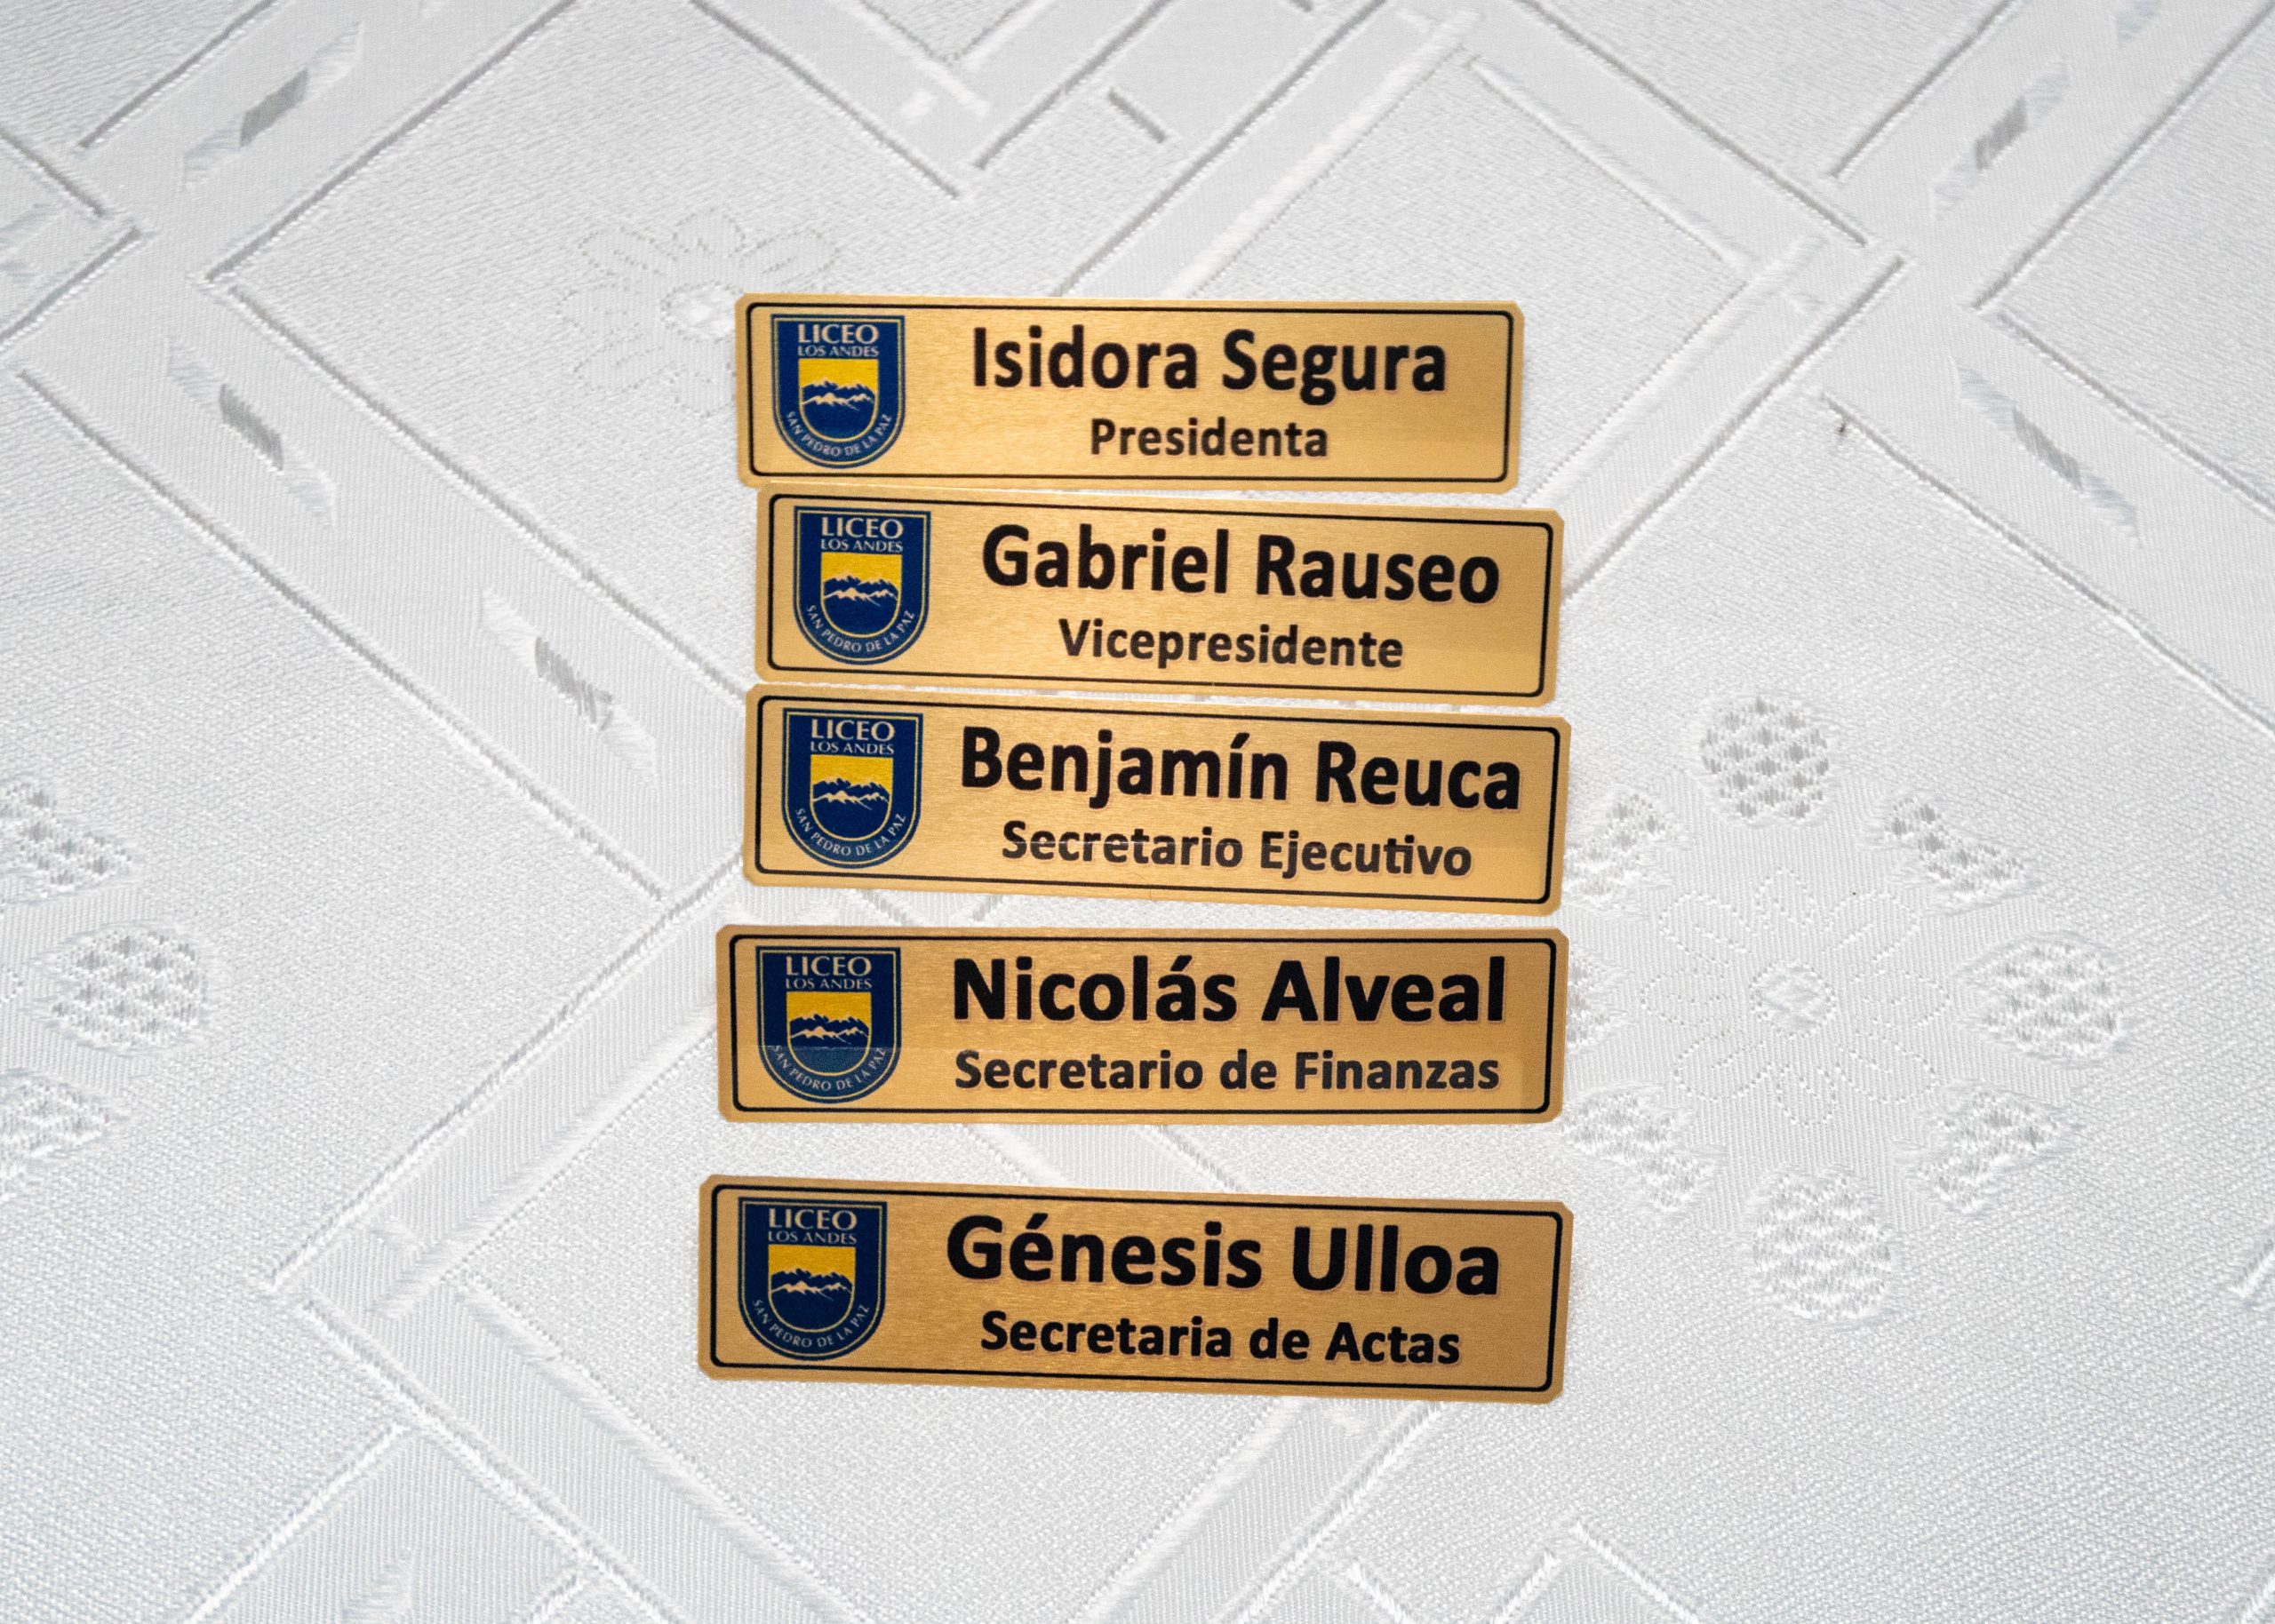 LICEO
LOS ANDES
SAN PEDRO DE LA PAZ
Isidora Segura
Presidenta
LICEO
LOS ANDES
SAN PEDRO DE LA PAZ
Gabriel Rauseo
Vicepresidente
LICEO
LOS ANDES
SAN PEDRO DE LA PAZ
Benjamín Reuca
Secretario Ejecutivo
LICEO
LOS ANDES
SAN PEDRO DE LA PAZ
Nicolás Alveal
Secretario de Finanzas
LICEO
LOS ANDES
SAN PEDRO DE LA PAZ
Génesis Ulloa
Secretaria de Actas